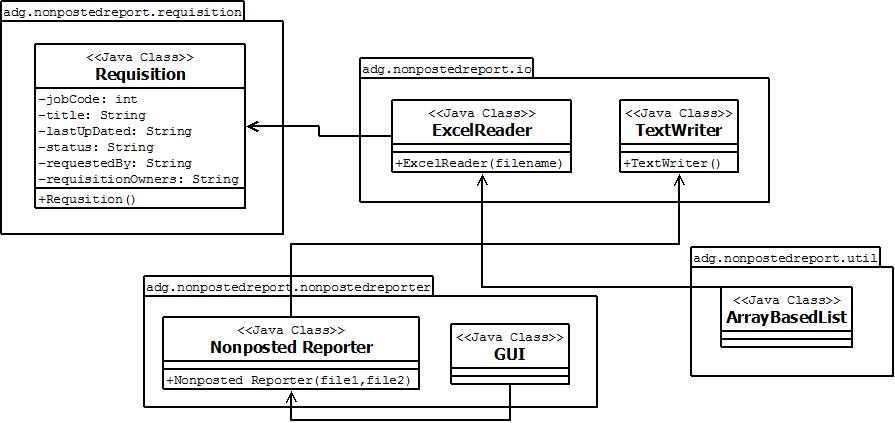 adg.nonpostedreport.requisition
<<Java Class>>
Requisition
-jobCode: int
-title: String
-lastUpDated: String
-status: String
-requestedBy: String
-requisitionOwners: String
+Requsition()
adg.nonpostedreport.io
<<Java Class>>
ExcelReader
+ExcelReader(filename)
<<Java Class>>
TextWriter
+TextWriter()
adg.nonpostedreport.util
<<Java Class>>
ArrayBasedList
adg.nonpostedreport.nonpostedreporter
<<Java Class>>
Nonposted Reporter
+Nonposted Reporter(file1,file2)
<<Java Class>>
GUI